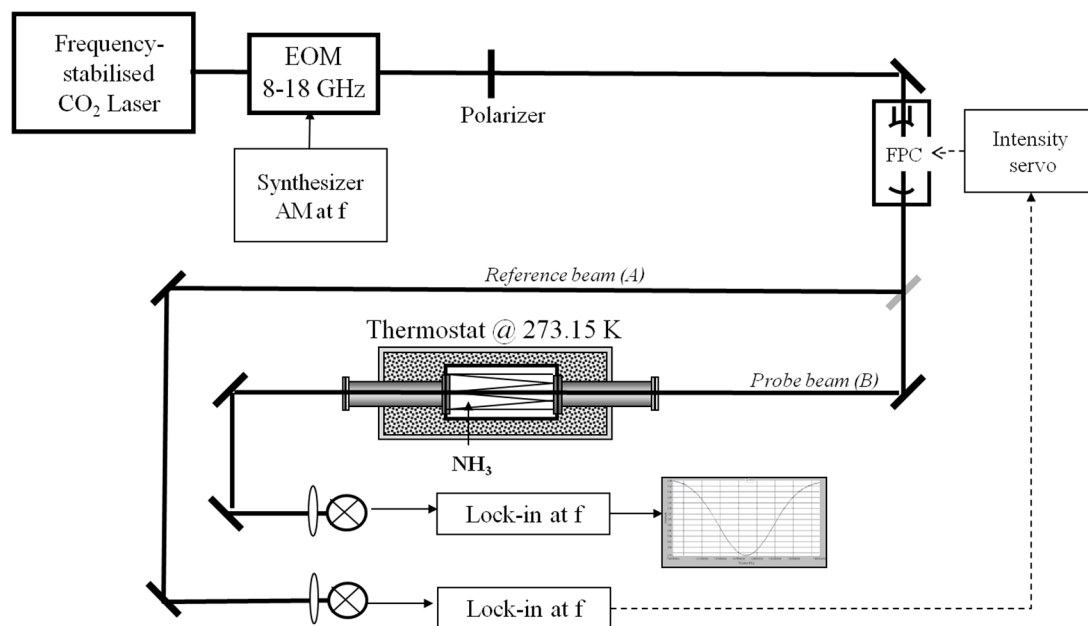 Frequency-
stabilised
CO₂ Laser
EOM
8-18 GHz
Polarizer
Synthesizer
AM at f
FPC
Intensity
servo
Reference beam (A)
Thermostat @ 273.15 K
Probe beam (B)
NH₃
Lock-in at f
Lock-in at f